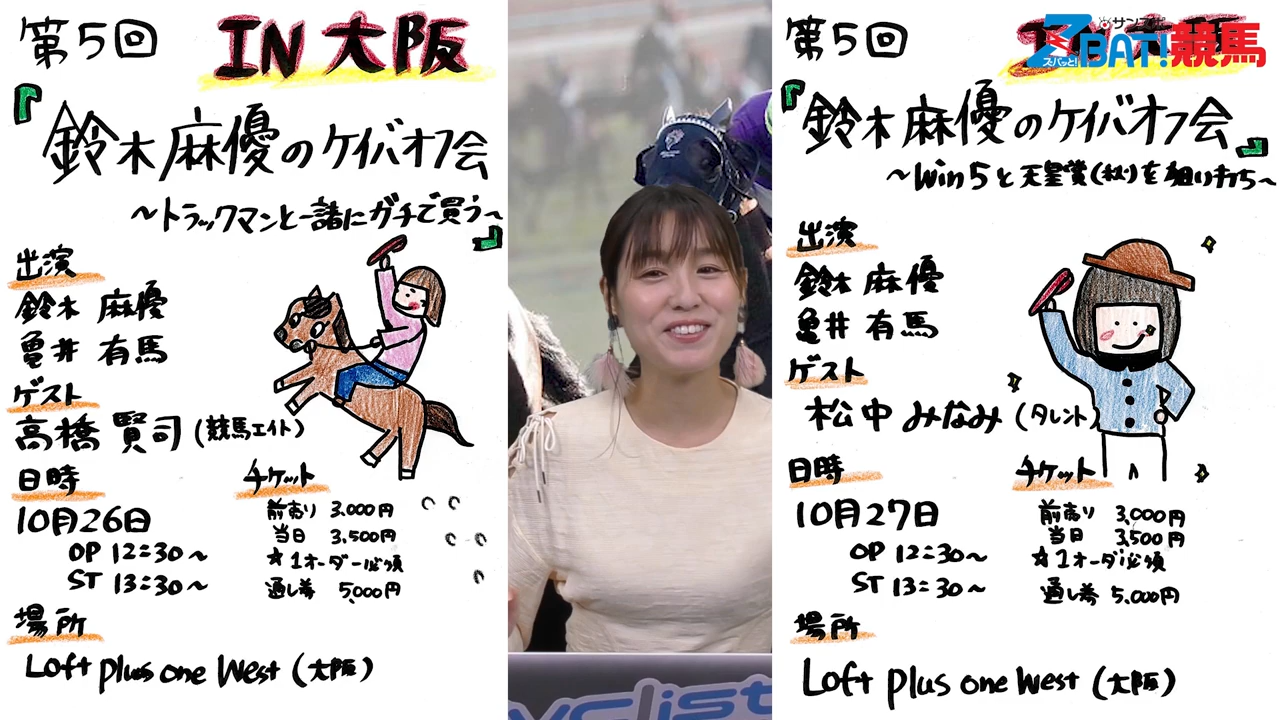 第5回 IN大阪
『鈴木麻優のケイバオフ会
～トラックマンと一緒にガチで買う～』
出演
鈴木 麻優
亀井 有馬
ゲスト
高橋 賢司 (競馬エイト)
日時
10月26日
OP 12:30～
ST 13:30～
チケット
前売り 3,000円
当日 3,500円
★1オーダー必須
通し券 5,000円
場所
Loft plus one West (大阪)
yclist
サンスポ
ズバッと!
ZBAT!競馬
第5回
『鈴木麻優のケイバオフ会』
～Win5と天皇賞(秋)を狙い打ち～
出演
鈴木 麻優
亀井 有馬
ゲスト
松中 みなみ (タレント)
日時
10月27日
OP 12:30～
ST 13:30～
チケット
前売り 3,000円
当日 3,500円
★1オーダー必須
通し券 5,000円
場所
Loft plus one West (大阪)